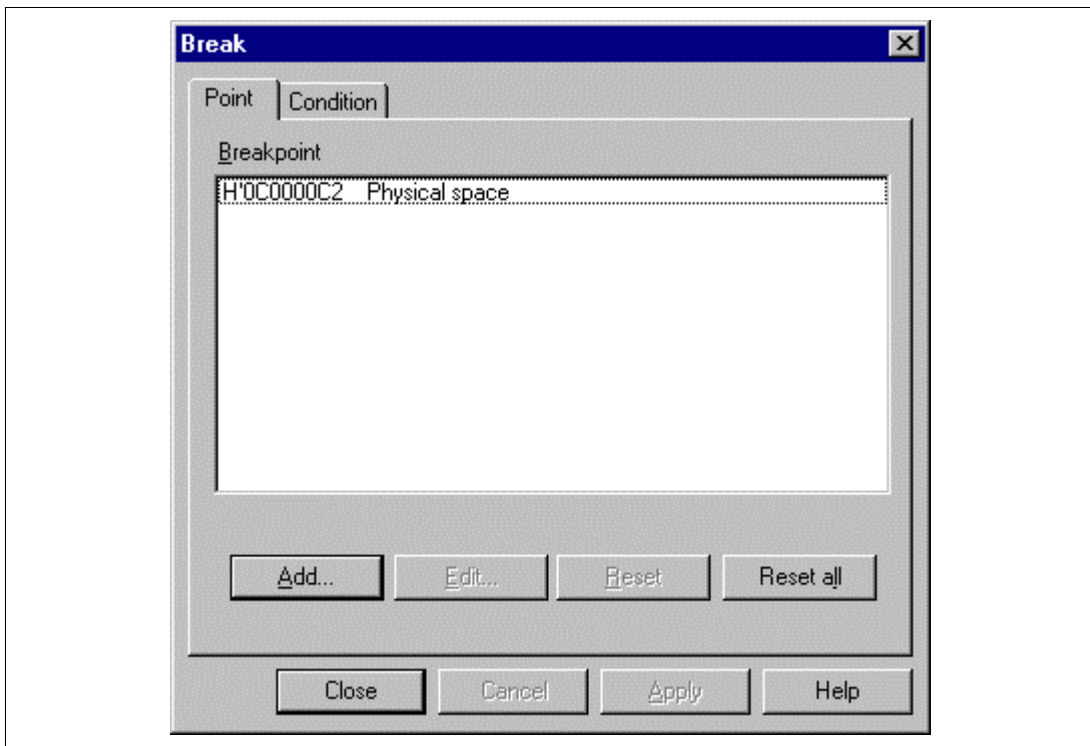 Break
Point Condition
Breakpoint
H'0C0000C2 Physical space
Add... Edit... Reset Reset all
Close Cancel Apply Help